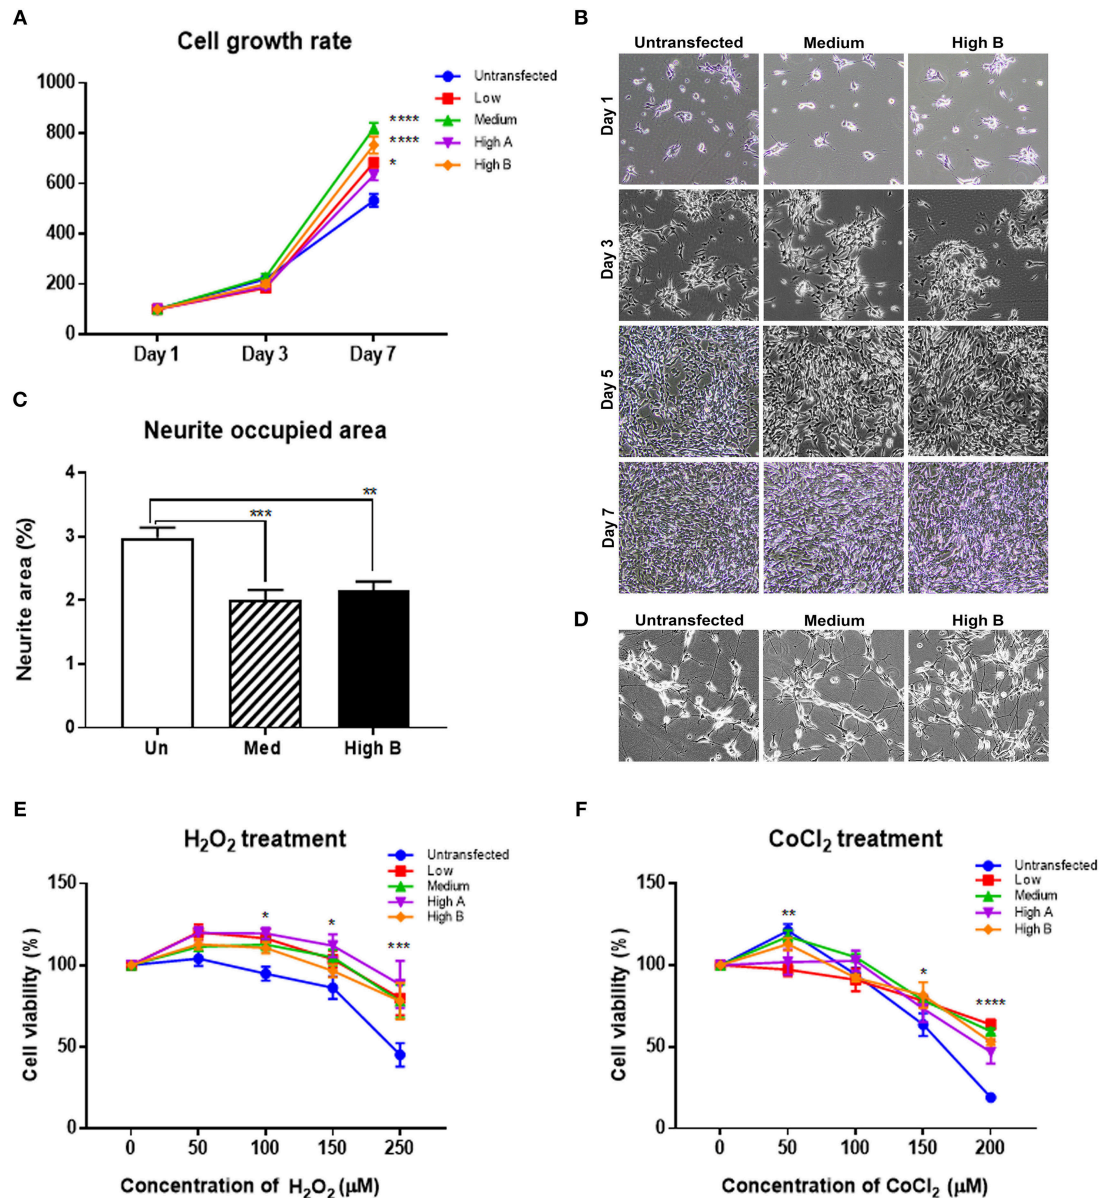 A
Cell growth rate
1000
800
600
400
200
0
Day 1 Day 3 Day 7
Untransfected
Low
Medium
High A
High B
****
****
*
B
Untransfected Medium High B
Day 1
Day 3
Day 5
Day 7
C
Neurite occupied area
Neurite area (%)
4
3
2
1
0
**
***
Un Med High B
D
Untransfected Medium High B
E
H₂O₂ treatment
Untransfected
Low
Medium
High A
High B
Cell viability (%)
150
100
50
0
* * ***
0 50 100 150 250
Concentration of H₂O₂ (μM)
F
CoCl₂ treatment
Untransfected
Low
Medium
High A
High B
Cell viability (%)
150
100
50
0
** * ****
0 50 100 150 200
Concentration of CoCl₂ (μM)